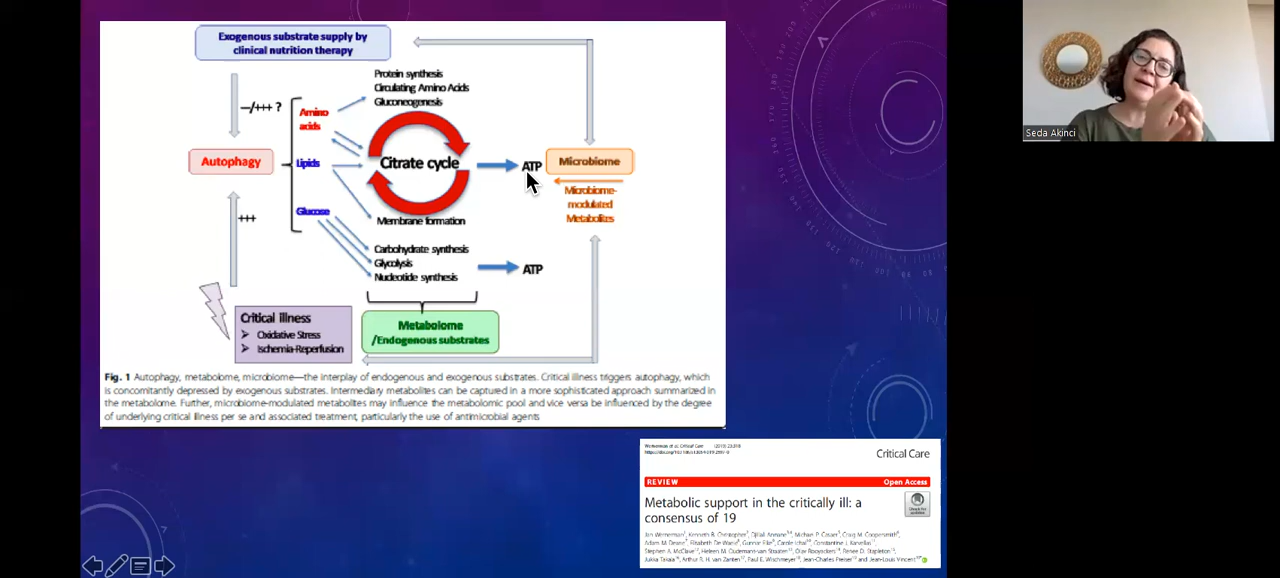 Exogenous substrate supply by
clinical nutrition therapy
Protein synthesis
Circulating Amino Acids
Gluconeogenesis
–/+++ ?
Amino
acids
Autophagy
Lipids
Citrate cycle
ATP
Microbiome
Microbiome-
modulated
Metabolites
Glucose
+++
Membrane formation
Carbohydrate synthesis
Glycolysis
Nucleotide synthesis
ATP
Critical illness
➢ Oxidative Stress
➢ Ischemia-Reperfusion
Metabolome
/Endogenous substrates
Fig. 1 Autophagy, metabolome, microbiome—the interplay of endogenous and exogenous substrates. Critical illness triggers autophagy, which
is concomitantly depressed by exogenous substrates. Intermediary metabolites can be captured in a more sophisticated approach summarized in
the metabolome. Further, microbiome-modulated metabolites may influence the metabolomic pool and vice versa be influenced by the degree
of underlying critical illness per se and associated treatment, particularly the use of antimicrobial agents
Seda Akinci
Critical Care
REVIEW
Open Access
Metabolic support in the critically ill: a
consensus of 19